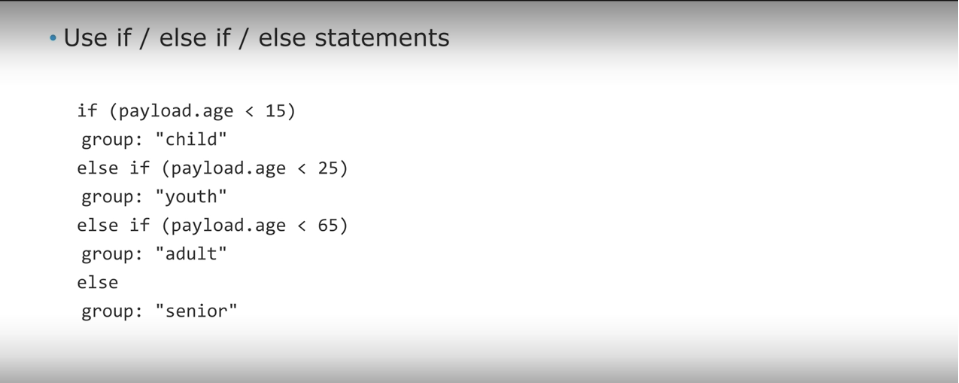 • Use if / else if / else statements
if (payload.age < 15)
group: "child"
else if (payload.age < 25)
group: "youth"
else if (payload.age < 65)
group: "adult"
else
group: "senior"